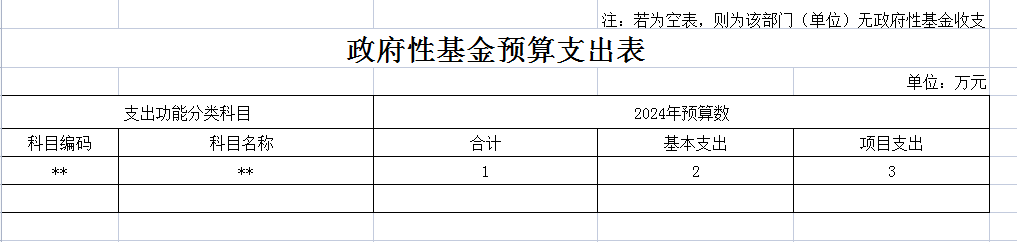 注：若为空表，则为该部门（单位）无政府性基金收支
政府性基金预算支出表
单位：万元
支出功能分类科目 2024年预算数
科目编码 科目名称 合计 基本支出 项目支出
** ** 1 2 3